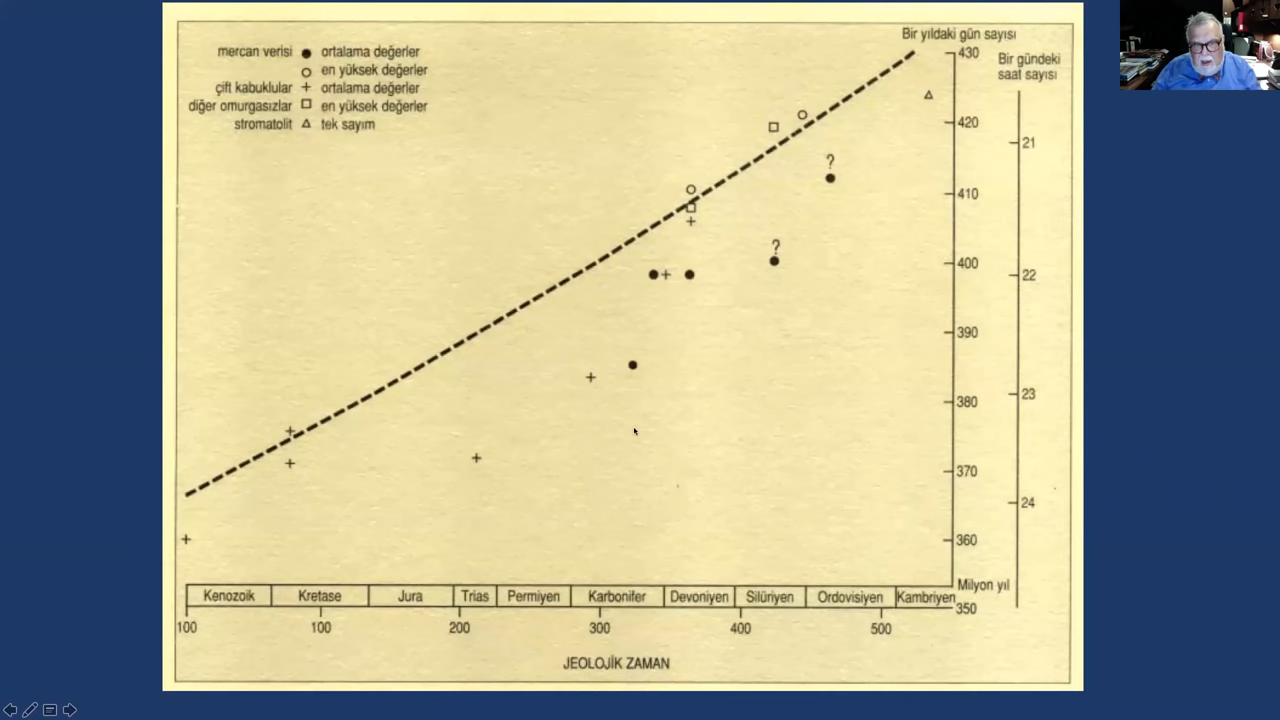 mercan verisi ● ortalama değerler
○ en yüksek değerler
çift kabuklular + ortalama değerler
diğer omurgasızlar □ en yüksek değerler
stromatolit △ tek sayım
Bir yıldaki gün sayısı
Bir gündeki
saat sayısı
430
420
410
400
390
380
370
360
350
21
22
23
24
?
?
Milyon yıl
Kenozoik Kretase Jura Trias Permiyen Karbonifer Devoniyen Silüriyen Ordovisiyen Kambriyen
100 100 200 300 400 500
JEOLOJİK ZAMAN